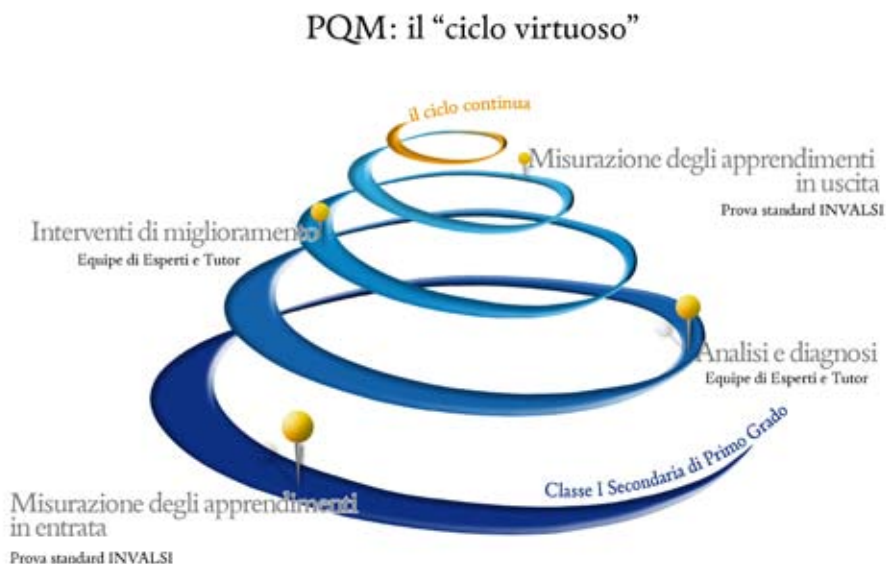 PQM: il “ciclo virtuoso”
il ciclo continua
Misurazione degli apprendimenti
in uscita
Prova standard INVALSI
Interventi di miglioramento
Equipe di Esperti e Tutor
Analisi e diagnosi
Equipe di Esperti e Tutor
Classe I Secondaria di Primo Grado
Misurazione degli apprendimenti
in entrata
Prova standard INVALSI